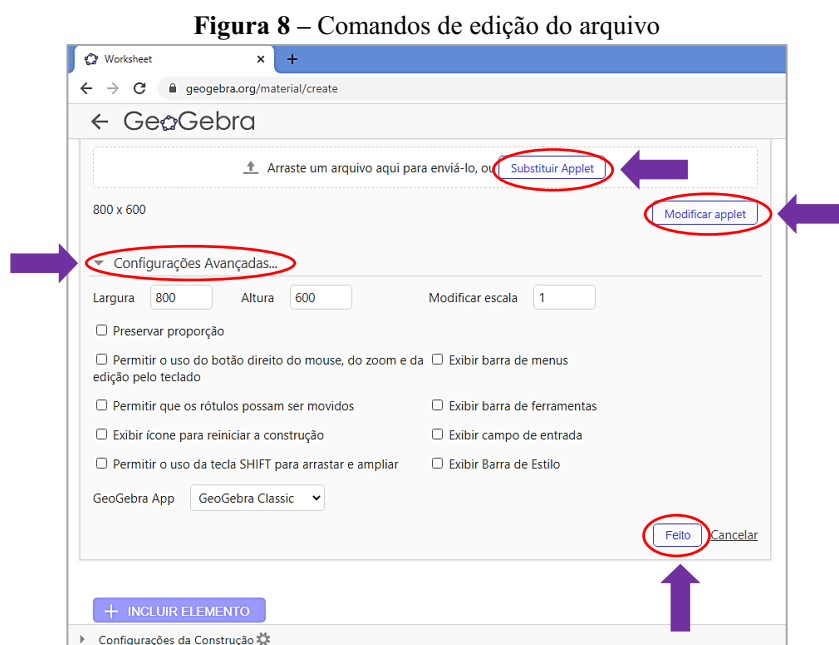 Figura 8 – Comandos de edição do arquivo
Worksheet × +
geogebra.org/material/create
GeoGebra
Arraste um arquivo aqui para enviá-lo, ou Substituir Applet
800 x 600
Modificar applet
Configurações Avançadas...
Largura 800 Altura 600 Modificar escala 1
Preservar proporção
Permitir o uso do botão direito do mouse, do zoom e da Exibir barra de menus
edição pelo teclado
Permitir que os rótulos possam ser movidos Exibir barra de ferramentas
Exibir ícone para reiniciar a construção Exibir campo de entrada
Permitir o uso da tecla SHIFT para arrastar e ampliar Exibir Barra de Estilo
GeoGebra App GeoGebra Classic
Feito Cancelar
+ INCLUIR ELEMENTO
Configurações da Construção